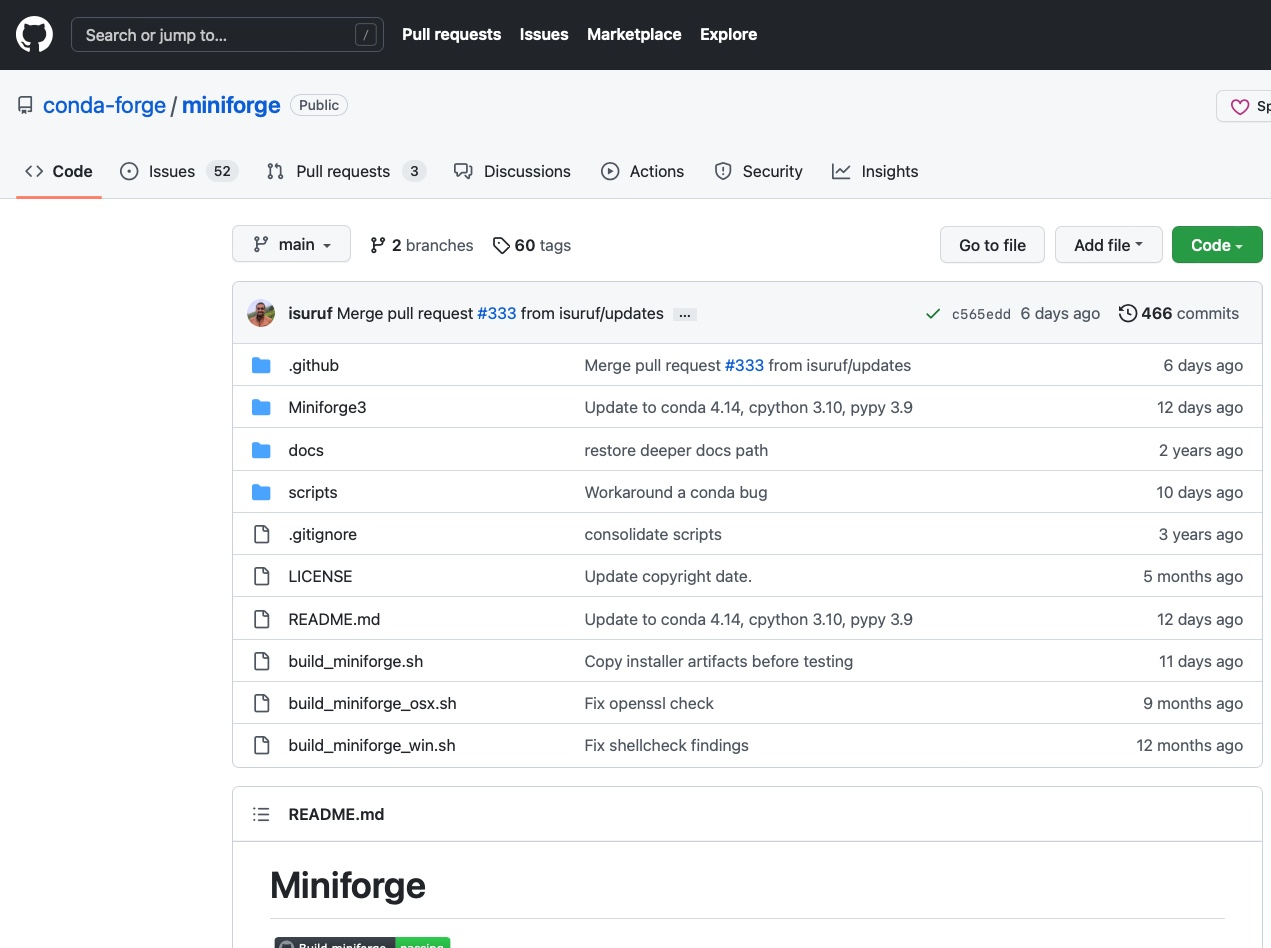 Search or jump to... /
Pull requests Issues Marketplace Explore
conda-forge / miniforge Public
Sp
Code Issues 52 Pull requests 3 Discussions Actions Security Insights
main 2 branches 60 tags Go to file Add file Code
isuruf Merge pull request #333 from isuruf/updates ... c565edd 6 days ago 466 commits
.github Merge pull request #333 from isuruf/updates 6 days ago
Miniforge3 Update to conda 4.14, cpython 3.10, pypy 3.9 12 days ago
docs restore deeper docs path 2 years ago
scripts Workaround a conda bug 10 days ago
.gitignore consolidate scripts 3 years ago
LICENSE Update copyright date. 5 months ago
README.md Update to conda 4.14, cpython 3.10, pypy 3.9 12 days ago
build_miniforge.sh Copy installer artifacts before testing 11 days ago
build_miniforge_osx.sh Fix openssl check 9 months ago
build_miniforge_win.sh Fix shellcheck findings 12 months ago
README.md
Miniforge
Build miniforge passing